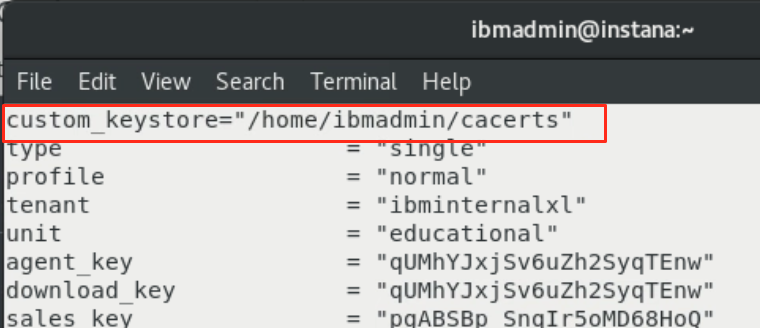 ibmadmin@instana:~
File Edit View Search Terminal Help
custom_keystore="/home/ibmadmin/cacerts"
type = "single"
profile = "normal"
tenant = "ibminternalxl"
unit = "educational"
agent_key = "qUMhYJxjSv6uZh2SyqTEnw"
download_key = "qUMhYJxjSv6uZh2SyqTEnw"
sales_key = "pqABSBp_SnqIr5oMD68HoQ"